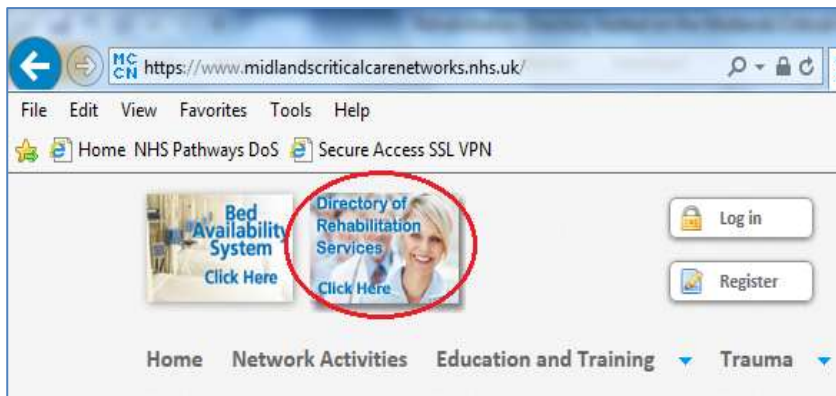 MC
CN https://www.midlandscriticalcarenetworks.nhs.uk/
File Edit View Favorites Tools Help
Home NHS Pathways DoS Secure Access SSL VPN
Bed
Availability
System
Click Here
Directory of
Rehabilitation
Services
Click Here
Log in
Register
Home Network Activities Education and Training Trauma